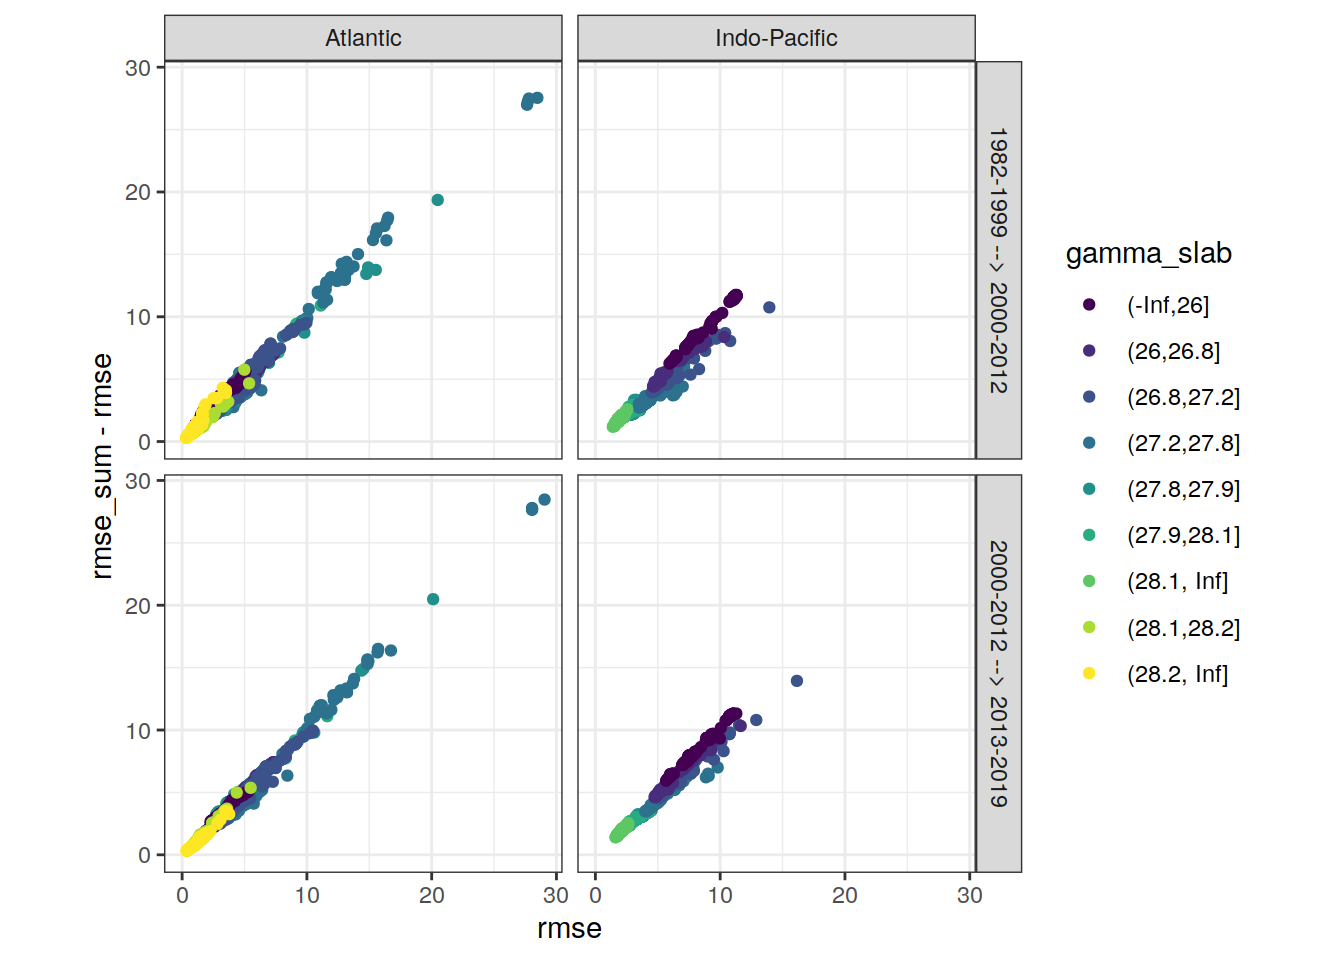 Atlantic
Indo-Pacific
30
20
10
0
1982-1999 --> 2000-2012
30
20
10
0
2000-2012 --> 2013-2019
rmse_sum - rmse
0
10
20
30
0
10
20
30
rmse
gamma_slab
(-Inf,26]
(26,26.8]
(26.8,27.2]
(27.2,27.8]
(27.8,27.9]
(27.9,28.1]
(28.1, Inf]
(28.1,28.2]
(28.2, Inf]